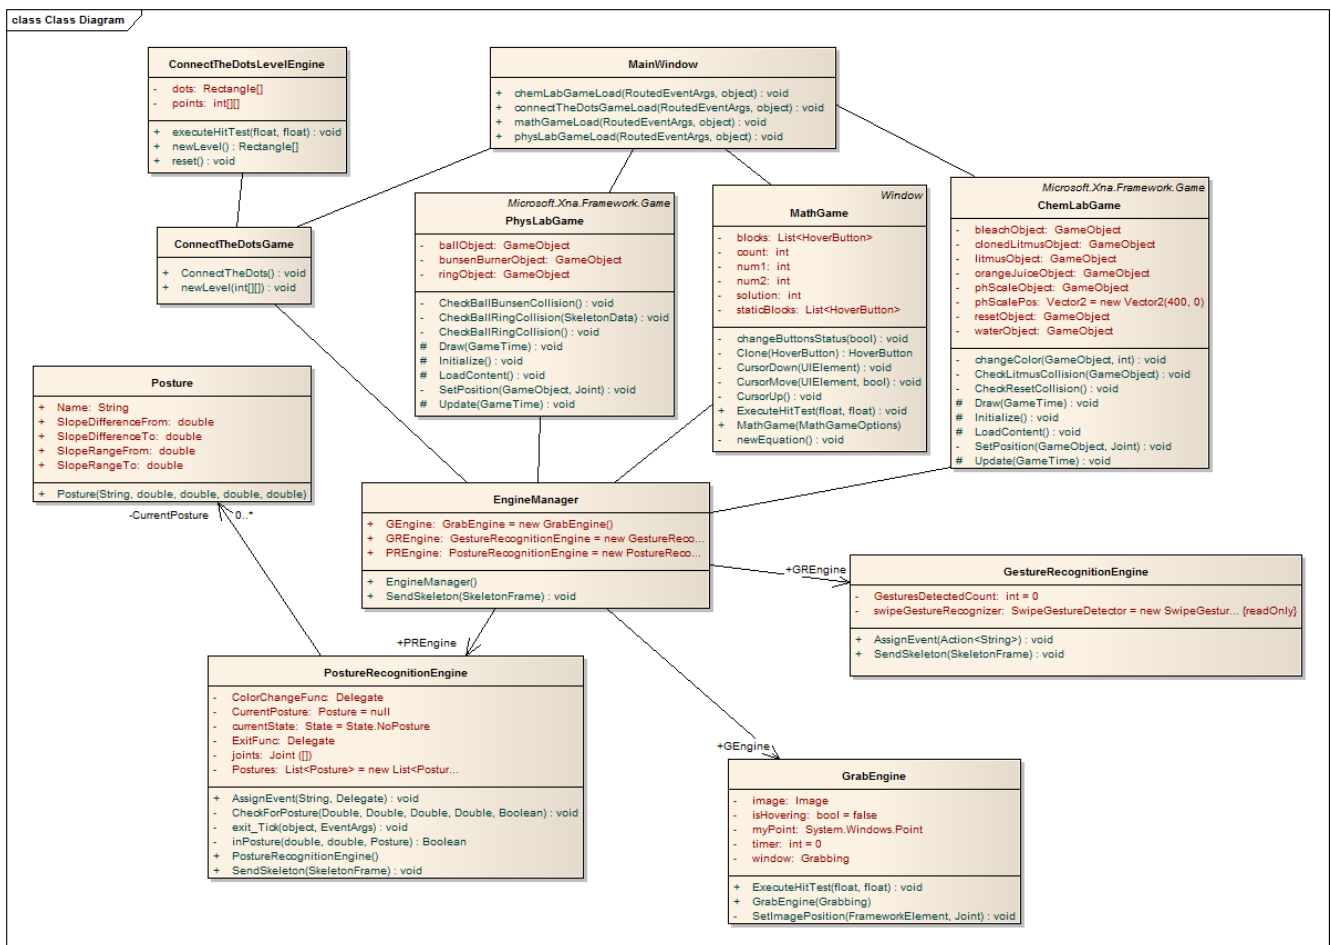 class Class Diagram
ConnectTheDotsLevelEngine
- dots: Rectangle[]
- points: int[][]
+ executeHitTest(float, float) : void
+ newLevel() : Rectangle[]
+ reset() : void
MainWindow
+ chemLabGameLoad(RoutedEventArgs, object) : void
+ connectTheDotsGameLoad(RoutedEventArgs, object) : void
+ mathGameLoad(RoutedEventArgs, object) : void
+ physLabGameLoad(RoutedEventArgs, object) : void
ConnectTheDotsGame
+ ConnectTheDots() : void
+ newLevel(int[][]) : void
Microsoft.Xna.Framework.Game
PhysLabGame
- ballObject: GameObject
- bunsenBurnerObject: GameObject
- ringObject: GameObject
- CheckBallBunsenCollision() : void
- CheckBallRingCollision(SkeletonData) : void
- CheckBallRingCollision() : void
# Draw(GameTime) : void
# Initialize() : void
# LoadContent() : void
- SetPosition(GameObject, Joint) : void
# Update(GameTime) : void
Window
MathGame
- blocks: List<HoverButton>
- count: int
- num1: int
- num2: int
- solution: int
- staticBlocks: List<HoverButton>
- changeButtonsStatus(bool) : void
- Clone(HoverButton) : HoverButton
- CursorDown(UIElement) : void
- CursorMove(UIElement, bool) : void
- CursorUp() : void
+ ExecuteHitTest(float, float) : void
+ MathGame(MathGameOptions)
- newEquation() : void
Microsoft.Xna.Framework.Game
ChemLabGame
- bleachObject: GameObject
- clonedLitmusObject: GameObject
- litmusObject: GameObject
- orangeJuiceObject: GameObject
- phScaleObject: GameObject
- phScalePos: Vector2 = new Vector2(400, 0)
- resetObject: GameObject
- waterObject: GameObject
- changeColor(GameObject, int) : void
- CheckLitmusCollision(GameObject) : void
- CheckResetCollision() : void
# Draw(GameTime) : void
# Initialize() : void
# LoadContent() : void
- SetPosition(GameObject, Joint) : void
# Update(GameTime) : void
Posture
+ Name: String
+ SlopeDifferenceFrom: double
+ SlopeDifferenceTo: double
+ SlopeRangeFrom: double
+ SlopeRangeTo: double
+ Posture(String, double, double, double, double)
-CurrentPosture 0..*
EngineManager
+ GEngine: GrabEngine = new GrabEngine()
+ GREngine: GestureRecognitionEngine = new GestureReco...
+ PREngine: PostureRecognitionEngine = new PostureReco...
+ EngineManager()
+ SendSkeleton(SkeletonFrame) : void
+GREngine
GestureRecognitionEngine
- GesturesDetectedCount: int = 0
- swipeGestureRecognizer: SwipeGestureDetector = new SwipeGestur... {readOnly}
+ AssignEvent(Action<String>) : void
+ SendSkeleton(SkeletonFrame) : void
+PREngine
PostureRecognitionEngine
- ColorChangeFunc: Delegate
- CurrentPosture: Posture = null
- currentState: State = State.NoPosture
- ExitFunc: Delegate
- joints: Joint ([])
- Postures: List<Posture> = new List<Postur...
+ AssignEvent(String, Delegate) : void
- CheckForPosture(Double, Double, Double, Double, Boolean) : void
- exit_Tick(object, EventArgs) : void
- inPosture(double, double, Posture) : Boolean
+ PostureRecognitionEngine()
+ SendSkeleton(SkeletonFrame) : void
+GEngine
GrabEngine
- image: Image
- isHovering: bool = false
- myPoint: System.Windows.Point
- timer: int = 0
- window: Grabbing
+ ExecuteHitTest(float, float) : void
+ GrabEngine(Grabbing)
- SetImagePosition(FrameworkElement, Joint) : void